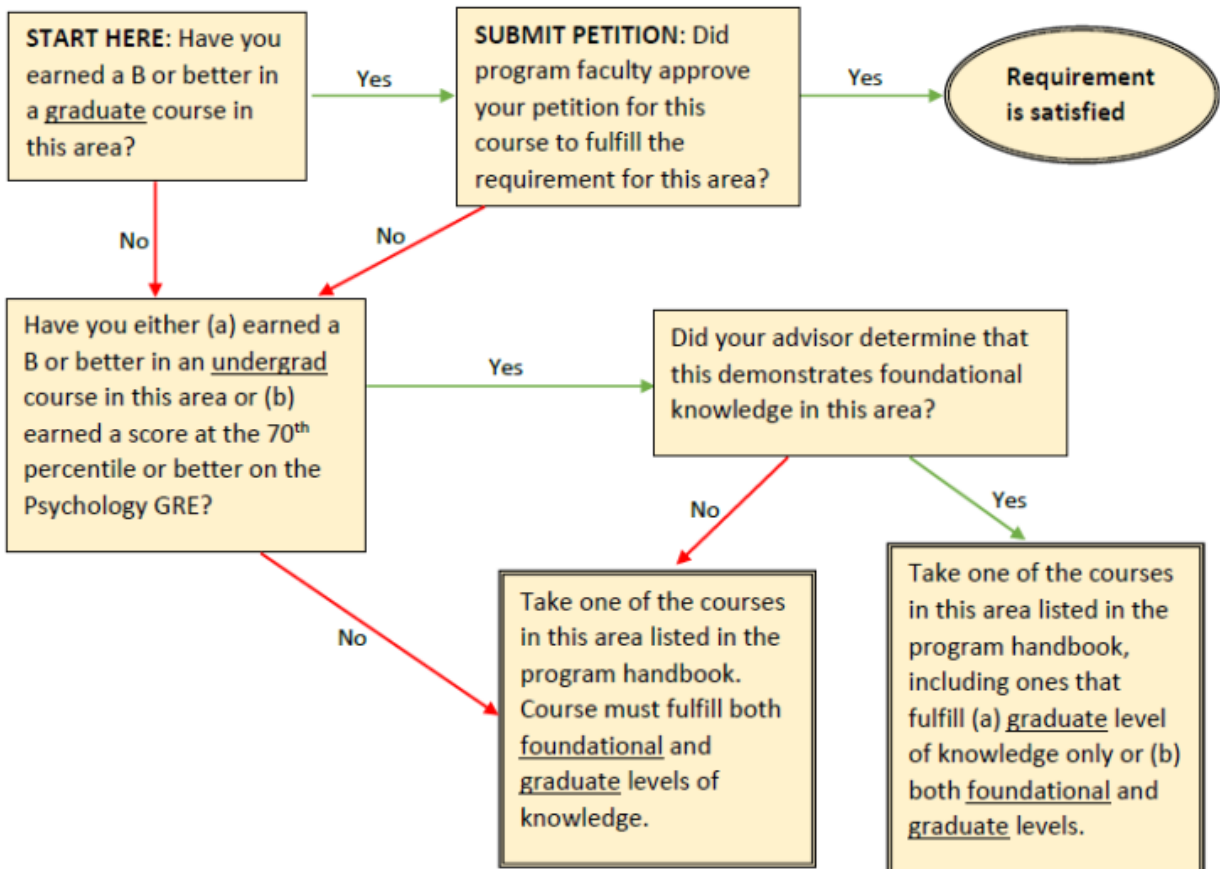 START HERE: Have you
earned a B or better in
a graduate course in
this area?
Yes
SUBMIT PETITION: Did
program faculty approve
your petition for this
course to fulfill the
requirement for this area?
Yes
Requirement
is satisfied
No
No
Have you either (a) earned a
B or better in an undergrad
course in this area or (b)
earned a score at the 70th
percentile or better on the
Psychology GRE?
Yes
Did your advisor determine that
this demonstrates foundational
knowledge in this area?
No
Yes
No
Take one of the courses
in this area listed in the
program handbook.
Course must fulfill both
foundational and
graduate levels of
knowledge.
Take one of the courses
in this area listed in the
program handbook,
including ones that
fulfill (a) graduate level
of knowledge only or (b)
both foundational and
graduate levels.